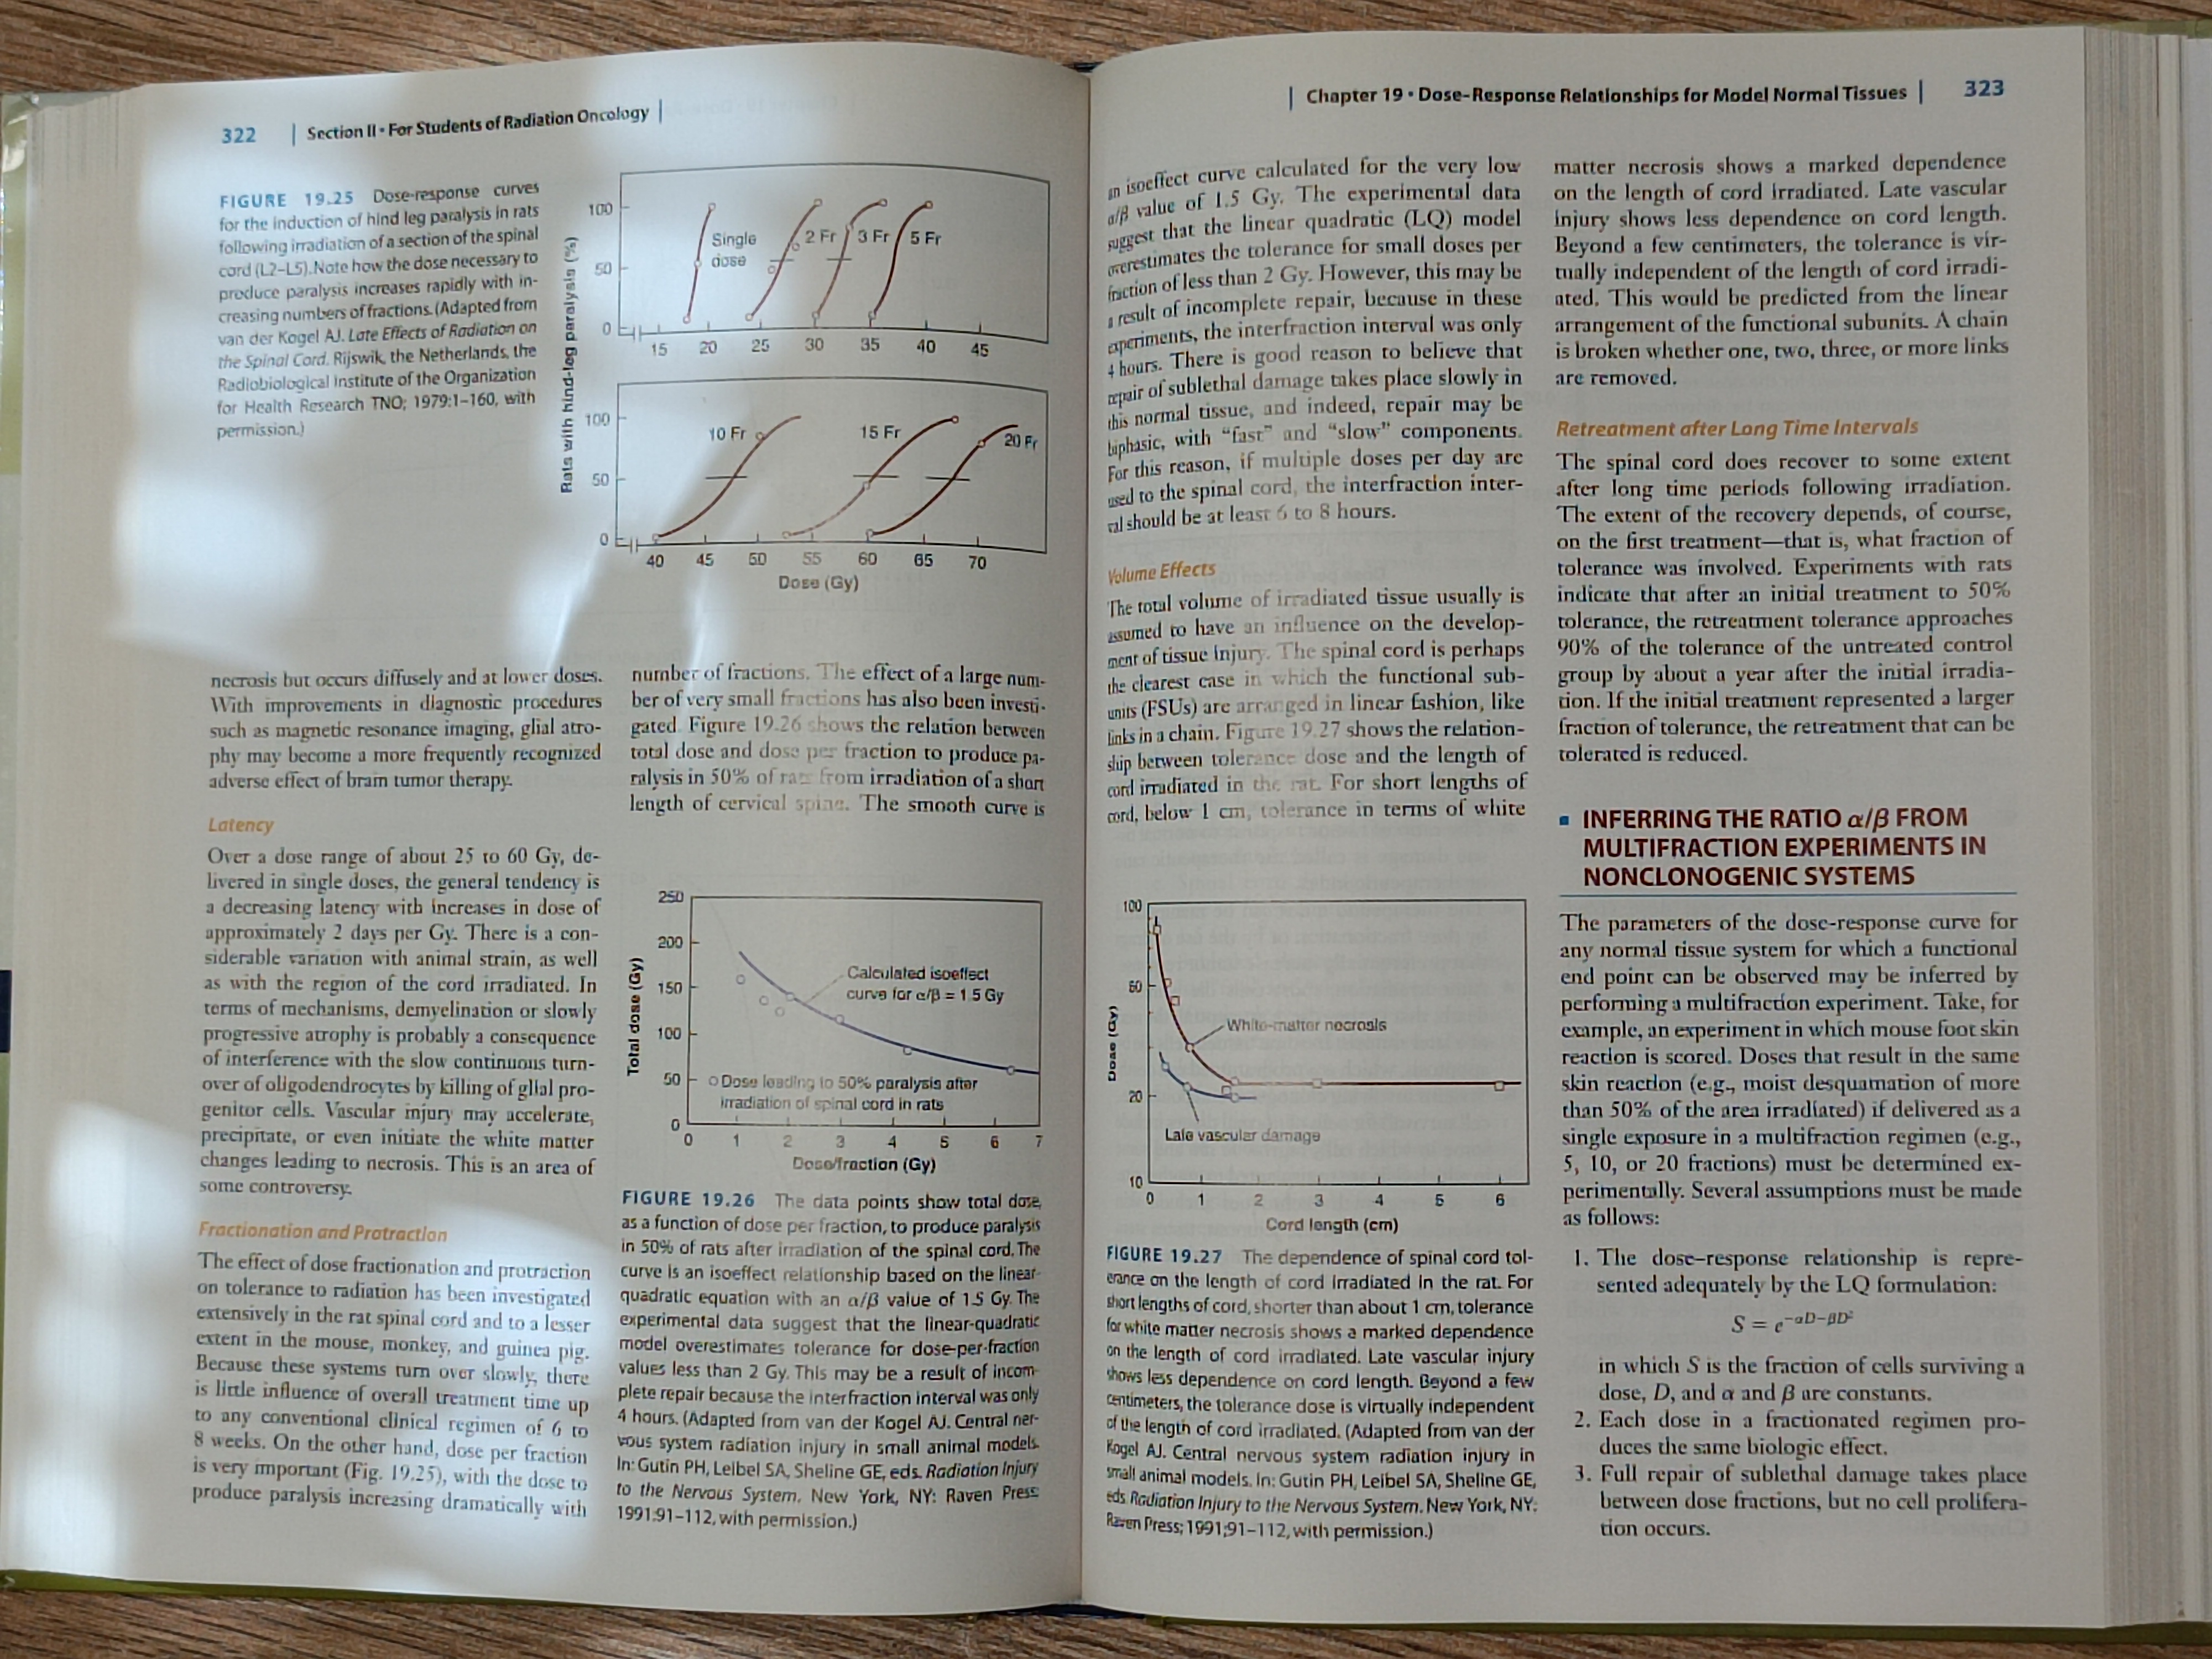 322 | Section II • For Students of Radiation Oncology |
FIGURE 19.25 Dose-response curves
for the induction of hind leg paralysis in rats
following irradiation of a section of the spinal
cord (L2–L5). Note how the dose necessary to
produce paralysis increases rapidly with in-
creasing numbers of fractions. (Adapted from
van der Kogel AJ. Late Effects of Radiation on
the Spinal Cord. Rijswik, the Netherlands, the
Radiobiological Institute of the Organization
for Health Research TNO; 1979:1–160, with
permission.)
Rats with hind-leg paralysis (%)
100
50
0
Single
dose
2 Fr
3 Fr
5 Fr
15 20 25 30 35 40 45
100
50
0
10 Fr
15 Fr
20 Fr
40 45 50 55 60 65 70
Dose (Gy)
necrosis but occurs diffusely and at lower doses.
With improvements in diagnostic procedures
such as magnetic resonance imaging, glial atro-
phy may become a more frequently recognized
adverse effect of brain tumor therapy.
Latency
Over a dose range of about 25 to 60 Gy, de-
livered in single doses, the general tendency is
a decreasing latency with increases in dose of
approximately 2 days per Gy. There is a con-
siderable variation with animal strain, as well
as with the region of the cord irradiated. In
terms of mechanisms, demyelination or slowly
progressive atrophy is probably a consequence
of interference with the slow continuous turn-
over of oligodendrocytes by killing of glial pro-
genitor cells. Vascular injury may accelerate,
precipitate, or even initiate the white matter
changes leading to necrosis. This is an area of
some controversy.
Fractionation and Protraction
The effect of dose fractionation and protraction
on tolerance to radiation has been investigated
extensively in the rat spinal cord and to a lesser
extent in the mouse, monkey, and guinea pig.
Because these systems turn over slowly, there
is little influence of overall treatment time up
to any conventional clinical regimen of 6 to
8 weeks. On the other hand, dose per fraction
is very important (Fig. 19.25), with the dose to
produce paralysis increasing dramatically with
number of fractions. The effect of a large num-
ber of very small fractions has also been investi-
gated. Figure 19.26 shows the relation between
total dose and dose per fraction to produce pa-
ralysis in 50% of rats from irradiation of a short
length of cervical spine. The smooth curve is
Total dose (Gy)
250
200
150
100
50
0
Calculated isoeffect
curve for α/β = 1.5 Gy
Dose leading to 50% paralysis after
irradiation of spinal cord in rats
0 1 2 3 4 5 6 7
Dose/fraction (Gy)
FIGURE 19.26 The data points show total dose,
as a function of dose per fraction, to produce paralysis
in 50% of rats after irradiation of the spinal cord. The
curve is an isoeffect relationship based on the linear-
quadratic equation with an α/β value of 1.5 Gy. The
experimental data suggest that the linear-quadratic
model overestimates tolerance for dose-per-fraction
values less than 2 Gy. This may be a result of incom-
plete repair because the interfraction interval was only
4 hours. (Adapted from van der Kogel AJ. Central ner-
vous system radiation injury in small animal models.
In: Gutin PH, Leibel SA, Sheline GE, eds. Radiation Injury
to the Nervous System. New York, NY: Raven Press;
1991:91–112, with permission.)
| Chapter 19 • Dose-Response Relationships for Model Normal Tissues | 323
an isoeffect curve calculated for the very low
α/β value of 1.5 Gy. The experimental data
suggest that the linear quadratic (LQ) model
overestimates the tolerance for small doses per
fraction of less than 2 Gy. However, this may be
a result of incomplete repair, because in these
experiments, the interfraction interval was only
4 hours. There is good reason to believe that
repair of sublethal damage takes place slowly in
this normal tissue, and indeed, repair may be
biphasic, with “fast” and “slow” components.
For this reason, if multiple doses per day are
used to the spinal cord, the interfraction inter-
val should be at least 6 to 8 hours.
Volume Effects
The total volume of irradiated tissue usually is
assumed to have an influence on the develop-
ment of tissue injury. The spinal cord is perhaps
the clearest case in which the functional sub-
units (FSUs) are arranged in linear fashion, like
links in a chain. Figure 19.27 shows the relation-
ship between tolerance dose and the length of
cord irradiated in the rat. For short lengths of
cord, below 1 cm, tolerance in terms of white
Dose (Gy)
100
50
20
10
White-matter necrosis
Late vascular damage
0 1 2 3 4 5 6
Cord length (cm)
FIGURE 19.27 The dependence of spinal cord tol-
erance on the length of cord irradiated in the rat. For
short lengths of cord, shorter than about 1 cm, tolerance
for white matter necrosis shows a marked dependence
on the length of cord irradiated. Late vascular injury
shows less dependence on cord length. Beyond a few
centimeters, the tolerance dose is virtually independent
of the length of cord irradiated. (Adapted from van der
Kogel AJ. Central nervous system radiation injury in
small animal models. In: Gutin PH, Leibel SA, Sheline GE,
eds. Radiation Injury to the Nervous System. New York, NY:
Raven Press; 1991;91–112, with permission.)
matter necrosis shows a marked dependence
on the length of cord irradiated. Late vascular
injury shows less dependence on cord length.
Beyond a few centimeters, the tolerance is vir-
tually independent of the length of cord irradi-
ated. This would be predicted from the linear
arrangement of the functional subunits. A chain
is broken whether one, two, three, or more links
are removed.
Retreatment after Long Time Intervals
The spinal cord does recover to some extent
after long time periods following irradiation.
The extent of the recovery depends, of course,
on the first treatment—that is, what fraction of
tolerance was involved. Experiments with rats
indicate that after an initial treatment to 50%
tolerance, the retreatment tolerance approaches
90% of the tolerance of the untreated control
group by about a year after the initial irradia-
tion. If the initial treatment represented a larger
fraction of tolerance, the retreatment that can be
tolerated is reduced.
▪ INFERRING THE RATIO α/β FROM
MULTIFRACTION EXPERIMENTS IN
NONCLONOGENIC SYSTEMS
The parameters of the dose-response curve for
any normal tissue system for which a functional
end point can be observed may be inferred by
performing a multifraction experiment. Take, for
example, an experiment in which mouse foot skin
reaction is scored. Doses that result in the same
skin reaction (e.g., moist desquamation of more
than 50% of the area irradiated) if delivered as a
single exposure in a multifraction regimen (e.g.,
5, 10, or 20 fractions) must be determined ex-
perimentally. Several assumptions must be made
as follows:
1. The dose–response relationship is repre-
sented adequately by the LQ formulation:
S = e^−αD−βD²
in which S is the fraction of cells surviving a
dose, D, and α and β are constants.
2. Each dose in a fractionated regimen pro-
duces the same biologic effect.
3. Full repair of sublethal damage takes place
between dose fractions, but no cell prolifera-
tion occurs.